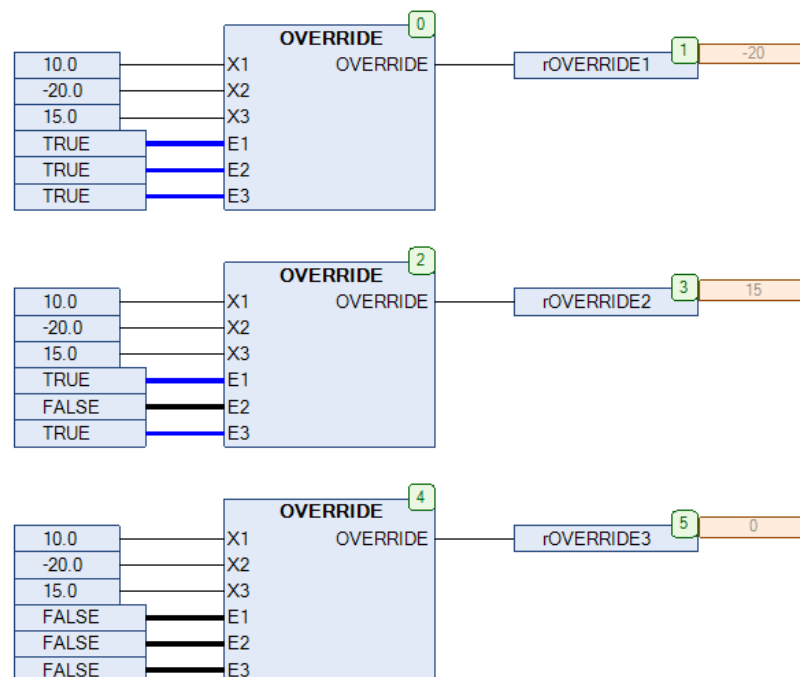 OVERRIDE 0
10.0 X1 OVERRIDE rOVERRIDE1 1 -20
-20.0 X2
15.0 X3
TRUE E1
TRUE E2
TRUE E3
OVERRIDE 2
10.0 X1 OVERRIDE rOVERRIDE2 3 15
-20.0 X2
15.0 X3
TRUE E1
FALSE E2
TRUE E3
OVERRIDE 4
10.0 X1 OVERRIDE rOVERRIDE3 5 0
-20.0 X2
15.0 X3
FALSE E1
FALSE E2
FALSE E3